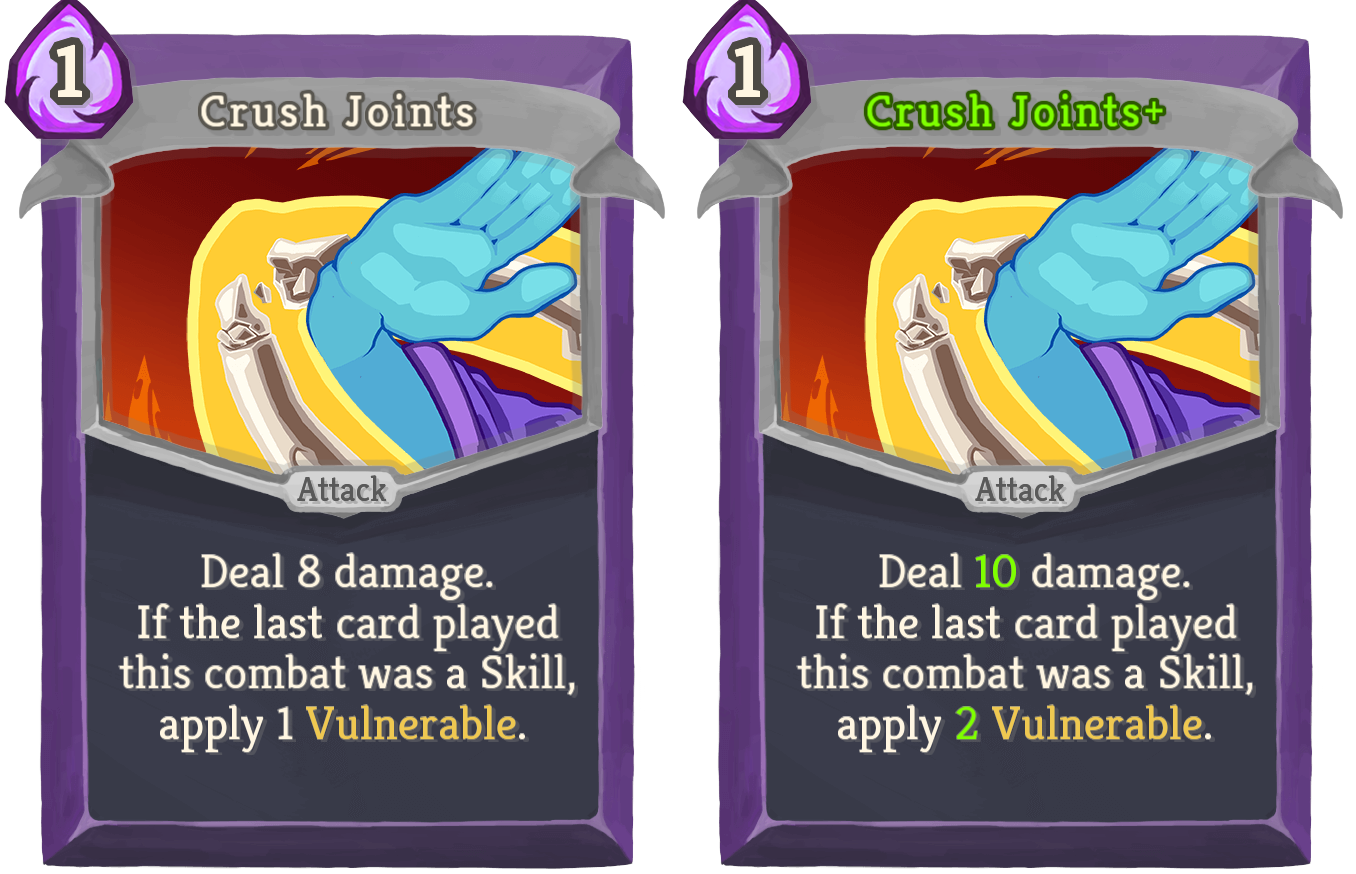 1
Crush Joints
Attack
Deal 8 damage.
If the last card played
this combat was a Skill,
apply 1 Vulnerable.
1
Crush Joints+
Attack
Deal 10 damage.
If the last card played
this combat was a Skill,
apply 2 Vulnerable.